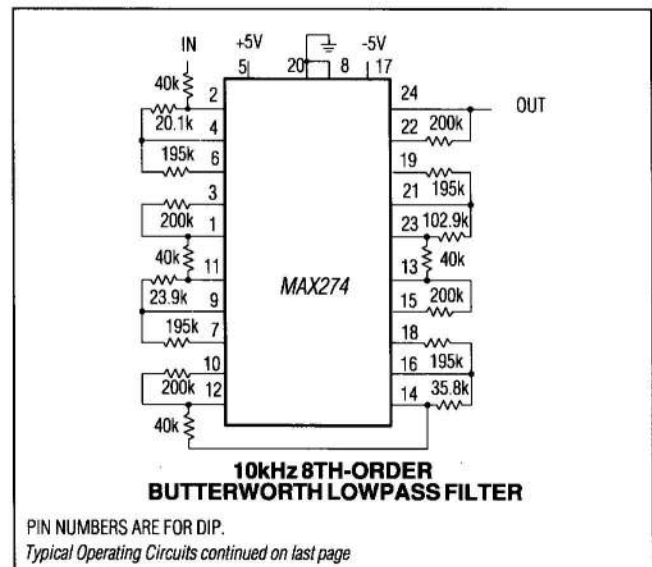 IN +5V -5V
5 20 8 17
40k
2 24
OUT
20.1k 22 200k
4
195k 19
6 21 195k
3
200k 23 102.9k
1
40k 40k
11 13
MAX274
23.9k 15 200k
9
195k 18
7 16 195k
10
200k 14 35.8k
12
40k
10kHz 8TH-ORDER
BUTTERWORTH LOWPASS FILTER
PIN NUMBERS ARE FOR DIP.
Typical Operating Circuits continued on last page